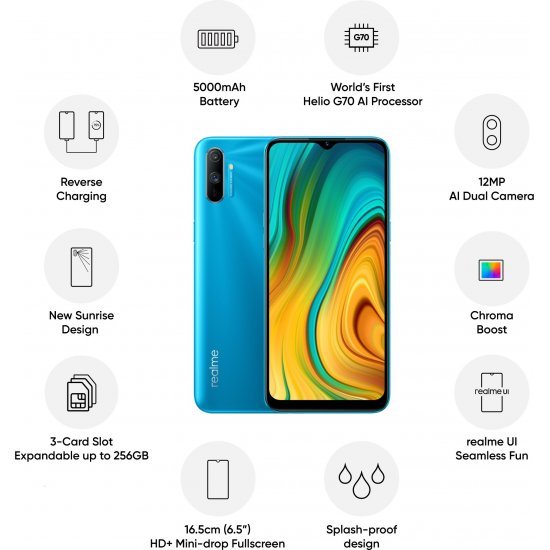 G70
5000mAh
Battery
World's First
Helio G70 AI Processor
Reverse
Charging
12MP
AI Dual Camera
New Sunrise
Design
Chroma
Boost
realme
realme UI
3-Card Slot
Expandable up to 256GB
realme UI
Seamless Fun
16.5cm (6.5")
HD+ Mini-drop Fullscreen
Splash-proof
design